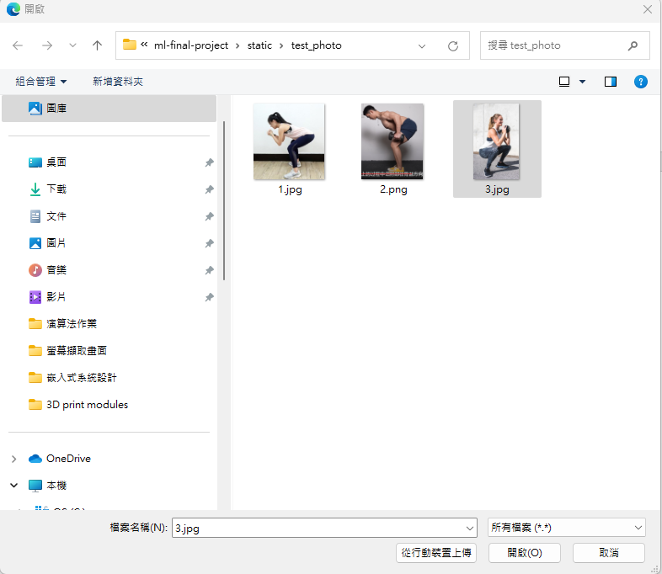 開啟
« ml-final-project › static › test_photo
搜尋 test_photo
組合管理
新增資料夾
圖庫
桌面
下載
文件
圖片
音樂
影片
演算法作業
螢幕擷取畫面
嵌入式系統設計
3D print modules
OneDrive
本機
1.jpg
2.png
3.jpg
檔案名稱(N):
3.jpg
所有檔案 (*.*)
從行動裝置上傳
開啟(O)
取消